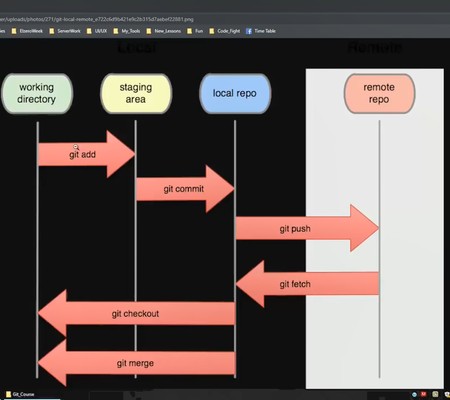 er/uploads/photos/271/git-local-remote_e722cbd9b421e9c2b315d7adeef22881.png
ElzeroWeek ServerWork UI/UX My_Tools New_Lessons Fun Code_Fight Time Table
Local Remote
working
directory
staging
area
local repo
remote
repo
git add
git commit
git push
git fetch
git checkout
git merge
Git_Course